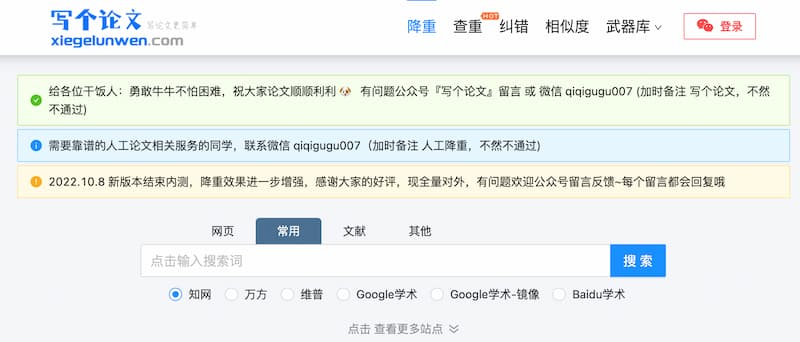 写个论文 写论文更简单
xiegelunwen.com
降重 查重 HOT 纠错 相似度 武器库 登录
给各位干饭人：勇敢牛牛不怕困难，祝大家论文顺顺利利 🐶 有问题公众号『写个论文』留言 或 微信 qiqigugu007 (加时备注 写个论文，不然
不通过)
需要靠谱的人工论文相关服务的同学，联系微信 qiqigugu007（加时备注 人工降重，不然不通过)
2022.10.8 新版本结束内测，降重效果进一步增强，感谢大家的好评，现全量对外，有问题欢迎公众号留言反馈~每个留言都会回复哦
网页 常用 文献 其他
点击输入搜索词 搜 索
知网 万方 维普 Google学术 Google学术-镜像 Baidu学术
点击 查看更多站点